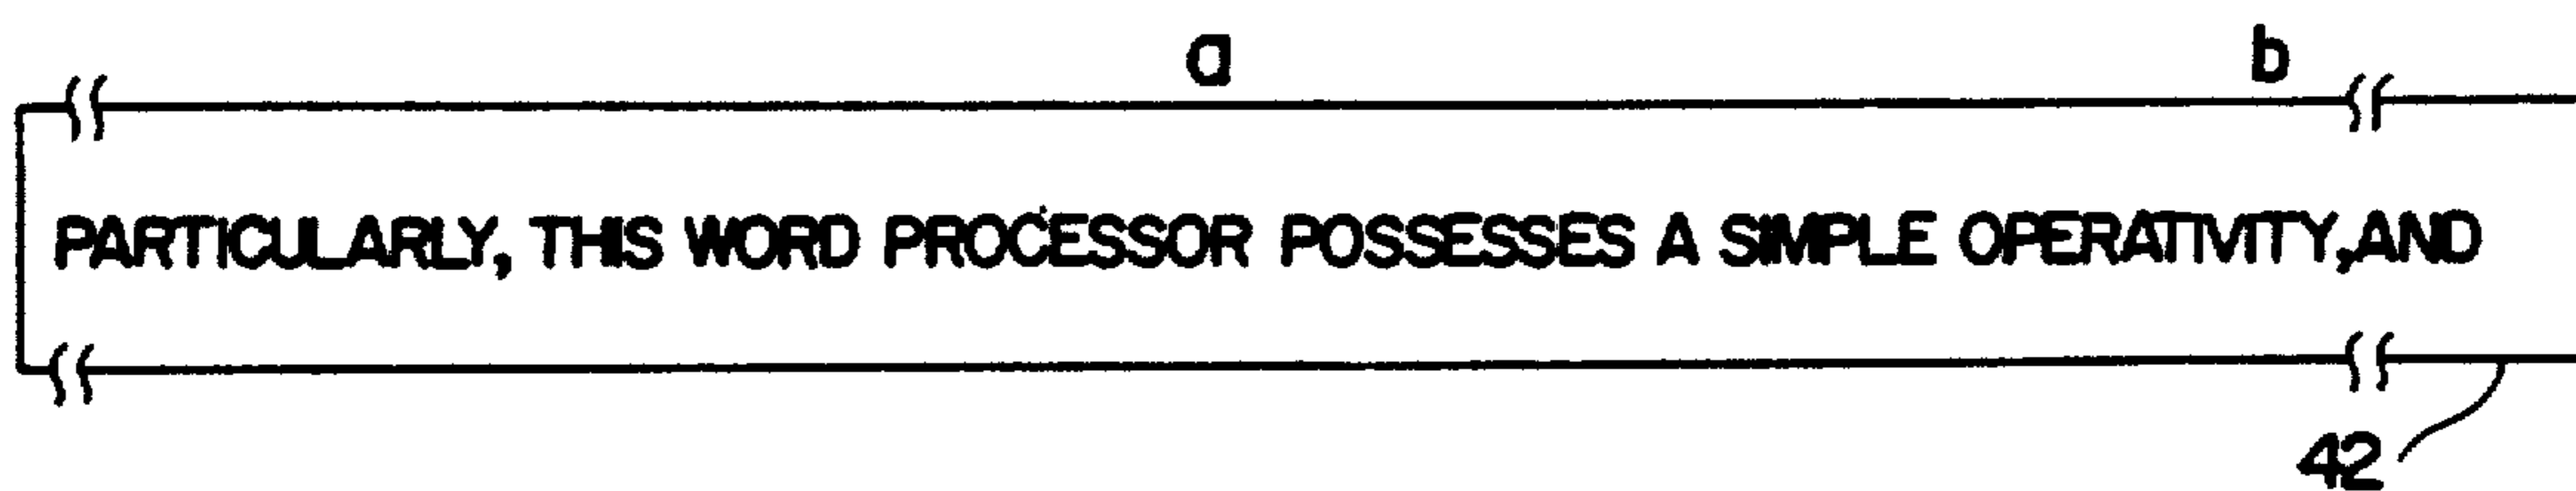 a b
PARTICULARLY, THIS WORD PROCESSOR POSSESSES A SIMPLE OPERATIVITY,AND
42